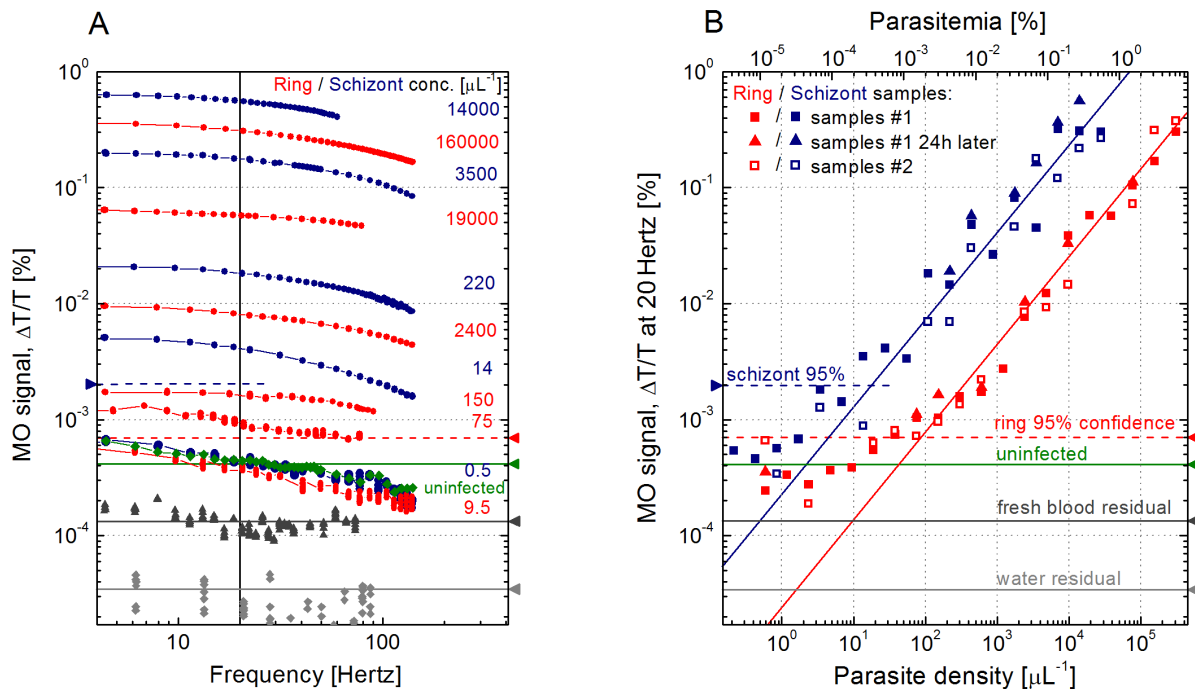 A
MO signal, ΔT/T [%]
10⁰
10⁻¹
10⁻²
10⁻³
10⁻⁴
Ring / Schizont conc. [μL⁻¹]
14000
160000
3500
19000
220
2400
14
150
75
0.5
uninfected
9.5
10
100
Frequency [Hertz]
B
Parasitemia [%]
10⁻⁵
10⁻⁴
10⁻³
10⁻²
10⁻¹
10⁰
MO signal, ΔT/T at 20 Hertz [%]
10⁰
10⁻¹
10⁻²
10⁻³
10⁻⁴
Ring / Schizont samples:
/ samples #1
/ samples #1 24h later
/ samples #2
schizont 95%
ring 95% confidence
uninfected
fresh blood residual
water residual
10⁰
10¹
10²
10³
10⁴
10⁵
Parasite density [μL⁻¹]